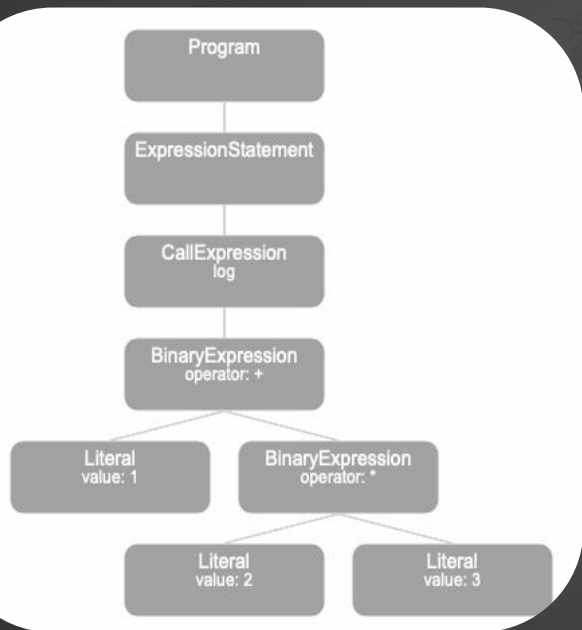 Program
ExpressionStatement
CallExpression
log
BinaryExpression
operator: +
Literal
value: 1
BinaryExpression
operator: *
Literal
value: 2
Literal
value: 3